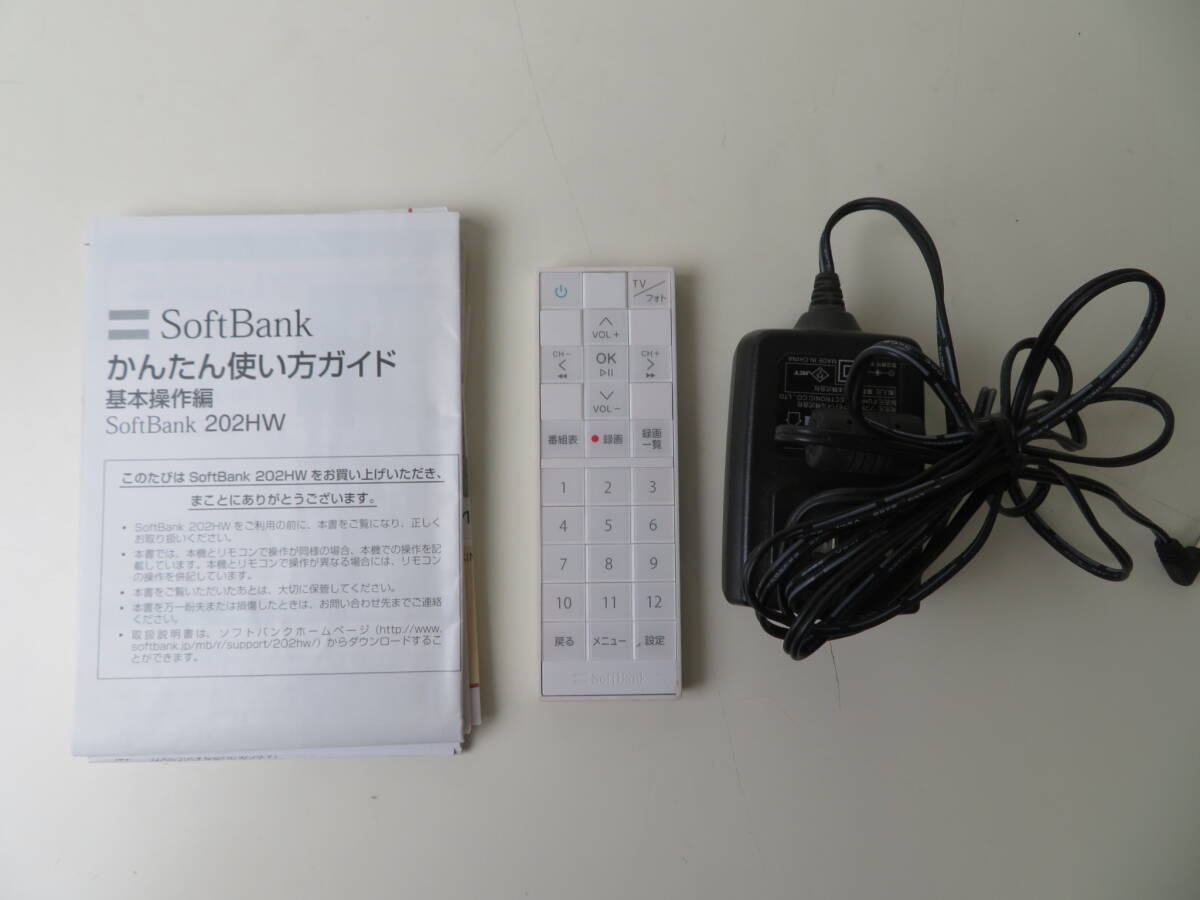 SoftBank
かんたん使い方ガイド
基本操作編
SoftBank 202HW
このたびは SoftBank 202HW をお買い上げいただき、
まことにありがとうございます。
• SoftBank 202HW をご利用の前に、本書をご覧になり、正しく
お取り扱いください。
• 本書では、本機とリモコンで操作が同様の場合、本機での操作を記
載しています。本機とリモコンで操作が異なる場合には、リモコン
の操作を併記しています。
• 本書をご覧いただいたあとは、大切に保管してください。
• 本書を万一紛失または損傷したときは、お問い合わせ先までご連絡
ください。
• 取扱説明書は、ソフトバンクホームページ (http://www.
softbank.jp/mb/r/support/202hw/) からダウンロードするこ
とができます。
TV/フォト
VOL+
CH− OK CH+
VOL−
番組表 録画 録画一覧
1 2 3
4 5 6
7 8 9
10 11 12
戻る メニュー 設定
SoftBank
MADE IN CHINA
JET